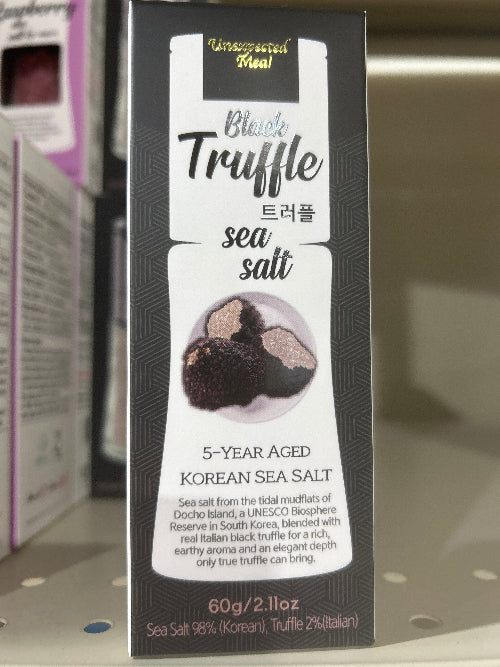 Unexpected
Meal
Black
Truffle
트러플
sea
salt
5-YEAR AGED
KOREAN SEA SALT
Sea salt from the tidal mudflats of
Docho Island, a UNESCO Biosphere
Reserve in South Korea, blended with
real Italian black truffle for a rich,
earthy aroma and an elegant depth
only true truffle can bring.
60g/2.11oz
Sea Salt 98% (Korean), Truffle 2%(Italian)